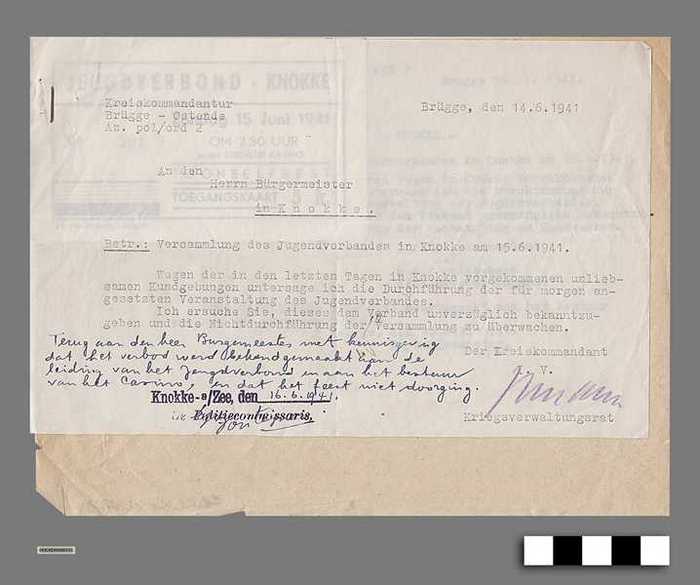 Kreiskommandantur
Brügge - Ostende
Az. pol/ord 2
Brügge, den 14.6.1941
An den
Herrn Bürgermeister
in Knokke.
Betr.: Versammlung des Jugendverbandes in Knokke am 15.6.1941.
Wegen der in den letzten Tagen in Knokke vorgekommenen unlieb-
samen Kundgebungen untersage ich die Durchführung der für morgen an-
gesetzten Veranstaltung des Jugendverbandes.
Ich ersuche Sie, dieses dem Verband unverzüglich bekanntzu-
geben und die Nichtdurchführung der Versammlung zu überwachen.
Der Kreiskommandant
V.
Kriegsverwaltungsrat
Terug aan den heer Burgemeester met kennisgeving
dat het verbod werd bekendgemaakt aan de
leiding van het Jeugdverbond en aan het bestuur
van het Casino, en dat het feest niet doorging.
Knokke-a/Zee, den 16.6.1941.
De Politiecommissaris,
JEUGDVERBOND - KNOKKE
15 Juni 1941
OM 2.30 UUR
TOEGANGSKAART